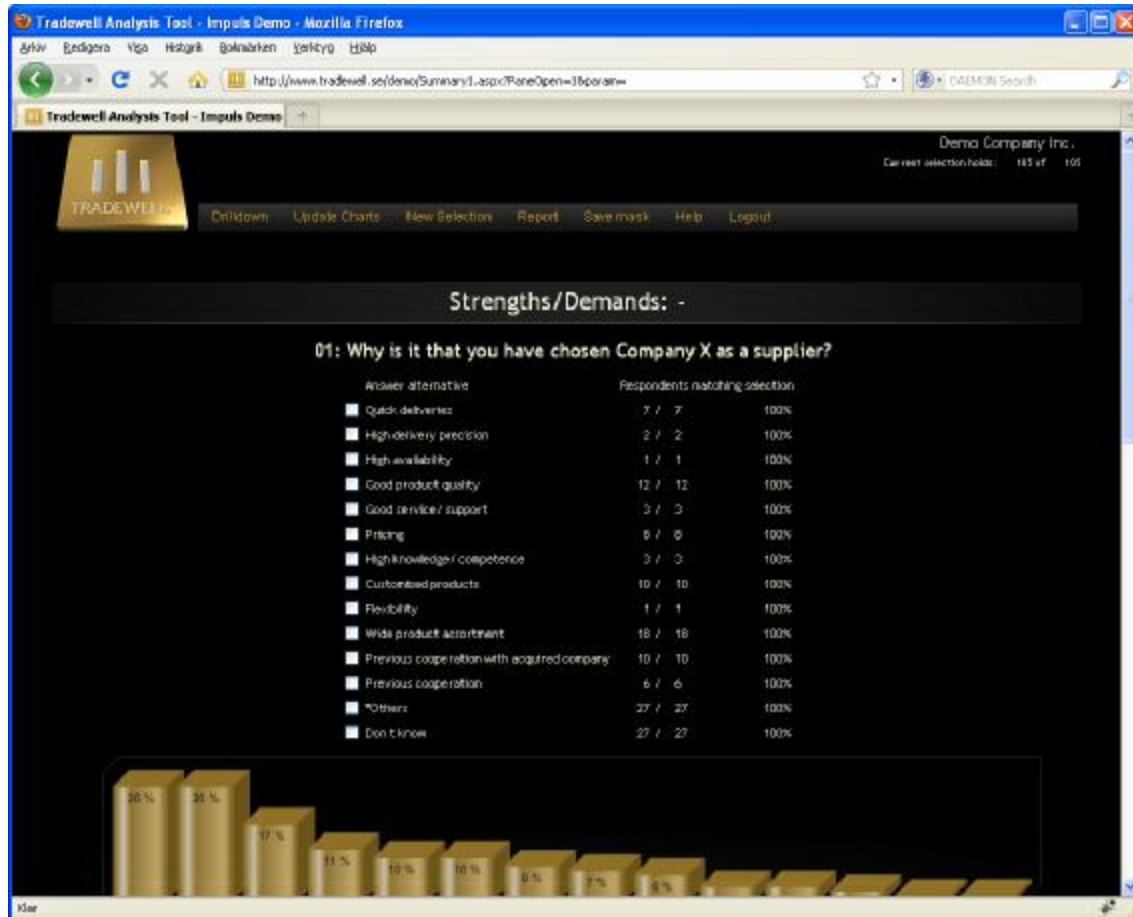 Tradewell Analysis Tool - Impuls Demo - Mozilla Firefox
Arkiv Redigera Visa Historik Bokmärken Verktyg Hjälp
http://www.tradewell.se/demo/Summary1.aspx?PaneOpen=1&param=
DAEMON Search
Tradewell Analysis Tool - Impuls Demo
Demo Company Inc.
Current selection holds: of 105
TRADEWELL
Drilldown Update Charts New Selection Report Save mask Help Logout
Strengths/Demands: -
01: Why is it that you have chosen Company X as a supplier?
Answer alternative Respondents matching selection
Quick deliveries 7 / 7 100%
High delivery precision 2 / 2 100%
High availability 1 / 1 100%
Good product quality 12 / 12 100%
Good service / support 3 / 3 100%
Pricing 100%
High knowledge / competence 3 / 3 100%
Customised products 10 / 10 100%
Flexibility 1 / 1 100%
Wide product assortment 18 / 18 100%
Previous cooperation with acquired company 10 / 10 100%
Previous cooperation 6 / 6 100%
*Others 27 / 27 100%
Don't know 27 / 27 100%
17 %
11 %
10 % 10 %
7 %
Klar